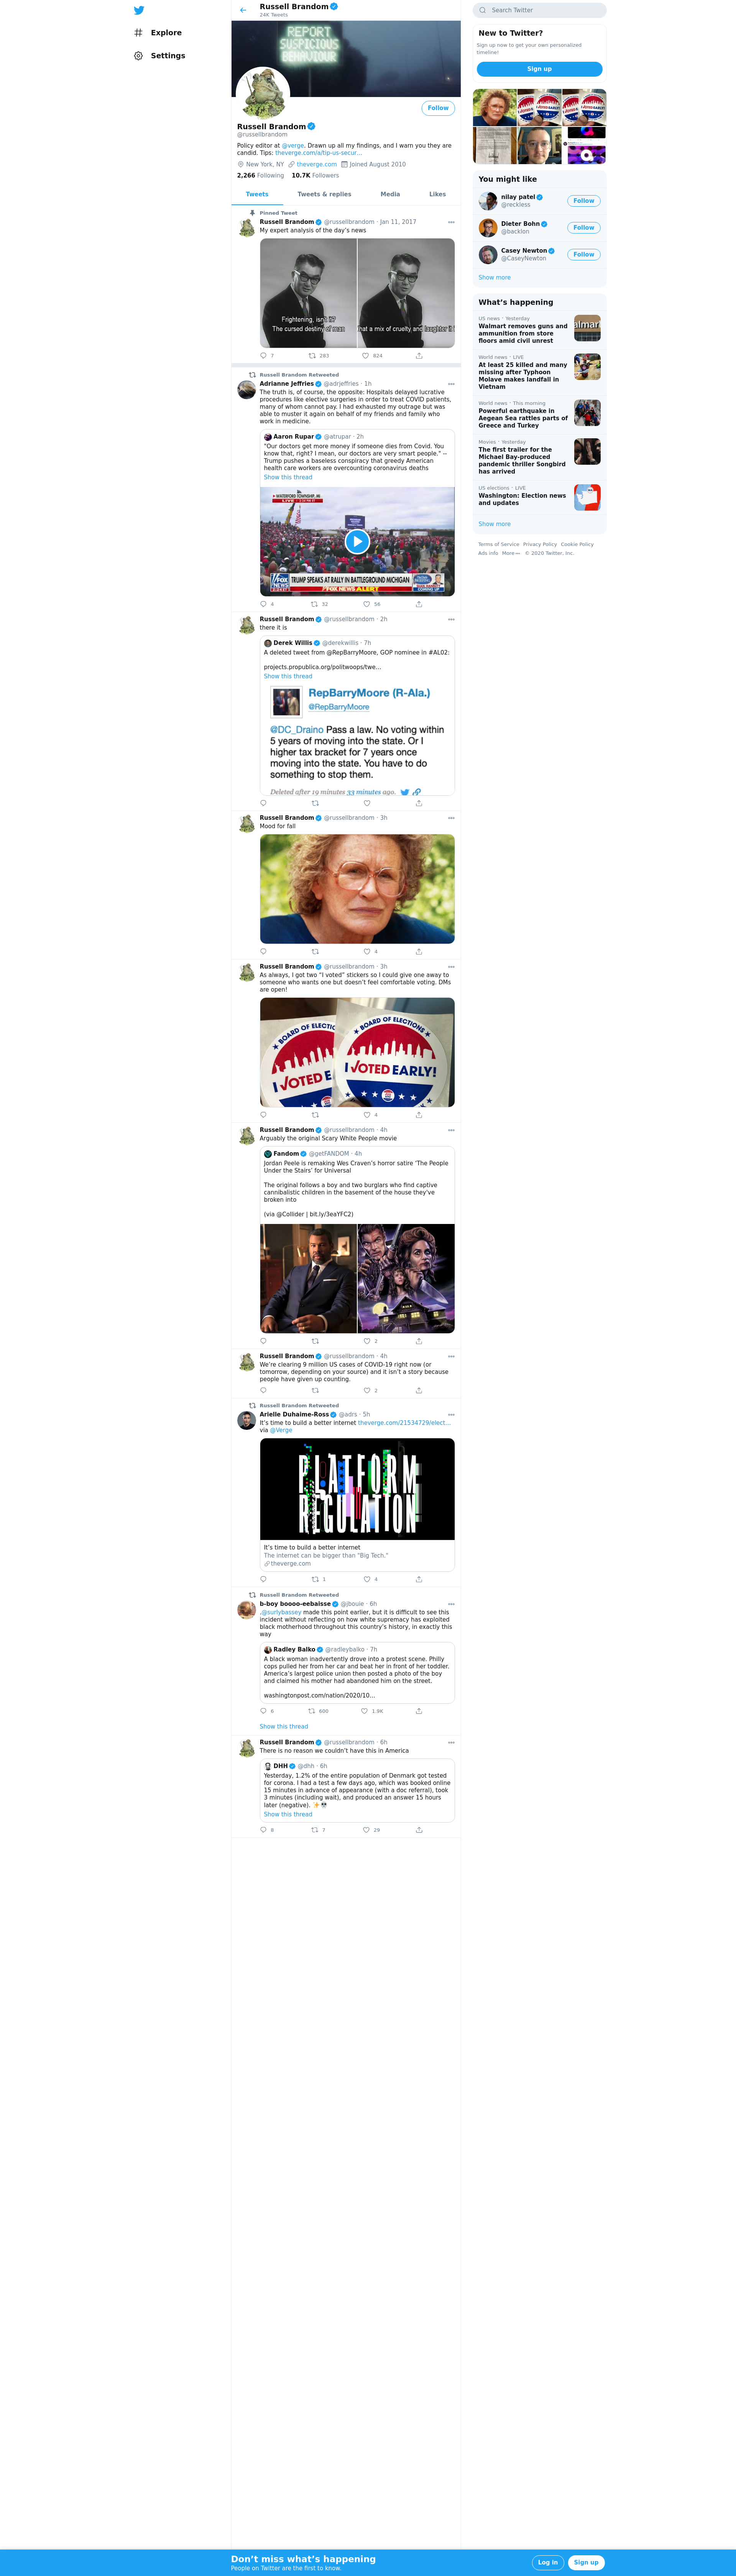 Explore
Settings
Russell Brandom
24K Tweets
REPORT
SUSPICIOUS
BEHAVIOUR
Follow
Russell Brandom
@russellbrandom
Policy editor at @verge. Drawn up all my findings, and I warn you they are
candid. Tips: theverge.com/a/tip-us-secur…
New York, NY theverge.com Joined August 2010
2,266 Following 10.7K Followers
Tweets Tweets & replies Media Likes
Pinned Tweet
Russell Brandom @russellbrandom · Jan 11, 2017
My expert analysis of the day's news
Frightening, isn't it?
The cursed destiny of man
that a mix of cruelty and laughter it i
7 283 824
Russell Brandom Retweeted
Adrianne Jeffries @adrjeffries · 1h
The truth is, of course, the opposite: Hospitals delayed lucrative
procedures like elective surgeries in order to treat COVID patients,
many of whom cannot pay. I had exhausted my outrage but was
able to muster it again on behalf of my friends and family who
work in medicine.
Aaron Rupar @atrupar · 2h
"Our doctors get more money if someone dies from Covid. You
know that, right? I mean, our doctors are very smart people." --
Trump pushes a baseless conspiracy that greedy American
health care workers are overcounting coronavirus deaths
Show this thread
WATERFORD TOWNSHIP, MI
LIVE
FOX NEWS
TRUMP SPEAKS AT RALLY IN BATTLEGROUND MICHIGAN
FOX NEWS ALERT
COMING UP
4 32 56
Russell Brandom @russellbrandom · 2h
there it is
Derek Willis @derekwillis · 7h
A deleted tweet from @RepBarryMoore, GOP nominee in #AL02:
projects.propublica.org/politwoops/twe…
Show this thread
RepBarryMoore (R-Ala.)
@RepBarryMoore
@DC_Draino Pass a law. No voting within
5 years of moving into the state. Or I
higher tax bracket for 7 years once
moving into the state. You have to do
something to stop them.
Deleted after 19 minutes 33 minutes ago.
Russell Brandom @russellbrandom · 3h
Mood for fall
4
Russell Brandom @russellbrandom · 3h
As always, I got two "I voted" stickers so I could give one away to
someone who wants one but doesn't feel comfortable voting. DMs
are open!
BOARD OF ELECTIONS
I VOTED
BOARD OF ELECTIONS
I VOTED EARLY!
4
Russell Brandom @russellbrandom · 4h
Arguably the original Scary White People movie
Fandom @getFANDOM · 4h
Jordan Peele is remaking Wes Craven's horror satire 'The People
Under the Stairs' for Universal
The original follows a boy and two burglars who find captive
cannibalistic children in the basement of the house they've
broken into
(via @Collider | bit.ly/3eaYFC2)
2
Russell Brandom @russellbrandom · 4h
We're clearing 9 million US cases of COVID-19 right now (or
tomorrow, depending on your source) and it isn't a story because
people have given up counting.
2
Russell Brandom Retweeted
Arielle Duhaime-Ross @adrs · 5h
It's time to build a better internet theverge.com/21534729/elect…
via @Verge
PLATFORM
REGULATION
It's time to build a better internet
The internet can be bigger than "Big Tech."
theverge.com
1 4
Russell Brandom Retweeted
b-boy boooo-eebaisse @jbouie · 6h
.@surlybassey made this point earlier, but it is difficult to see this
incident without reflecting on how white supremacy has exploited
black motherhood throughout this country's history, in exactly this
way
Radley Balko @radleybalko · 7h
A black woman inadvertently drove into a protest scene. Philly
cops pulled her from her car and beat her in front of her toddler.
America's largest police union then posted a photo of the boy
and claimed his mother had abandoned him on the street.
washingtonpost.com/nation/2020/10…
6 600 1.9K
Show this thread
Russell Brandom @russellbrandom · 6h
There is no reason we couldn't have this in America
DHH @dhh · 6h
Yesterday, 1.2% of the entire population of Denmark got tested
for corona. I had a test a few days ago, which was booked online
15 minutes in advance of appearance (with a doc referral), took
3 minutes (including wait), and produced an answer 15 hours
later (negative).
Show this thread
8 7 29
Search Twitter
New to Twitter?
Sign up now to get your own personalized
timeline!
Sign up
You might like
nilay patel
@reckless
Follow
Dieter Bohn
@backlon
Follow
Casey Newton
@CaseyNewton
Follow
Show more
What's happening
US news · Yesterday
Walmart removes guns and
ammunition from store
floors amid civil unrest
almar
World news · LIVE
At least 25 killed and many
missing after Typhoon
Molave makes landfall in
Vietnam
World news · This morning
Powerful earthquake in
Aegean Sea rattles parts of
Greece and Turkey
Movies · Yesterday
The first trailer for the
Michael Bay-produced
pandemic thriller Songbird
has arrived
US elections · LIVE
Washington: Election news
and updates
Show more
Terms of Service Privacy Policy Cookie Policy
Ads info More © 2020 Twitter, Inc.
Don't miss what's happening
People on Twitter are the first to know.
Log in Sign up